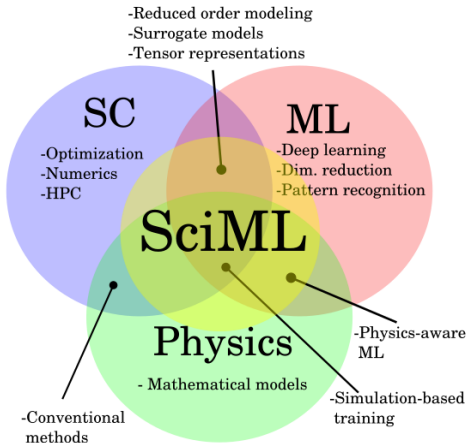 -Reduced order modeling
-Surrogate models
-Tensor representations
SC
-Optimization
-Numerics
-HPC
ML
-Deep learning
-Dim. reduction
-Pattern recognition
SciML
Physics
- Mathematical models
-Physics-aware
ML
-Simulation-based
training
-Conventional
methods